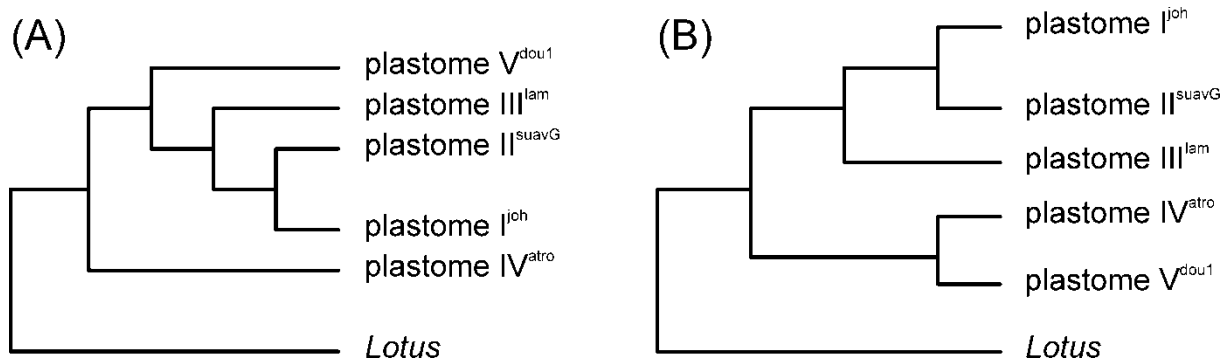 (A)
plastome V^dou1
plastome III^lam
plastome II^suavG
plastome I^joh
plastome IV^atro
Lotus
(B)
plastome I^joh
plastome II^suavG
plastome III^lam
plastome IV^atro
plastome V^dou1
Lotus